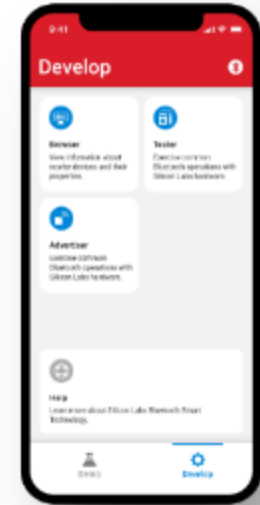 9:41
Develop
Browser
View information about
nearby devices and their
properties.
Tester
Exercise common
Bluetooth operations with
Silicon Labs hardware.
Advertiser
Exercise common
Bluetooth operations with
Silicon Labs hardware.
Help
Learn more about Silicon Labs Bluetooth Smart
Technology.
Demo
Develop